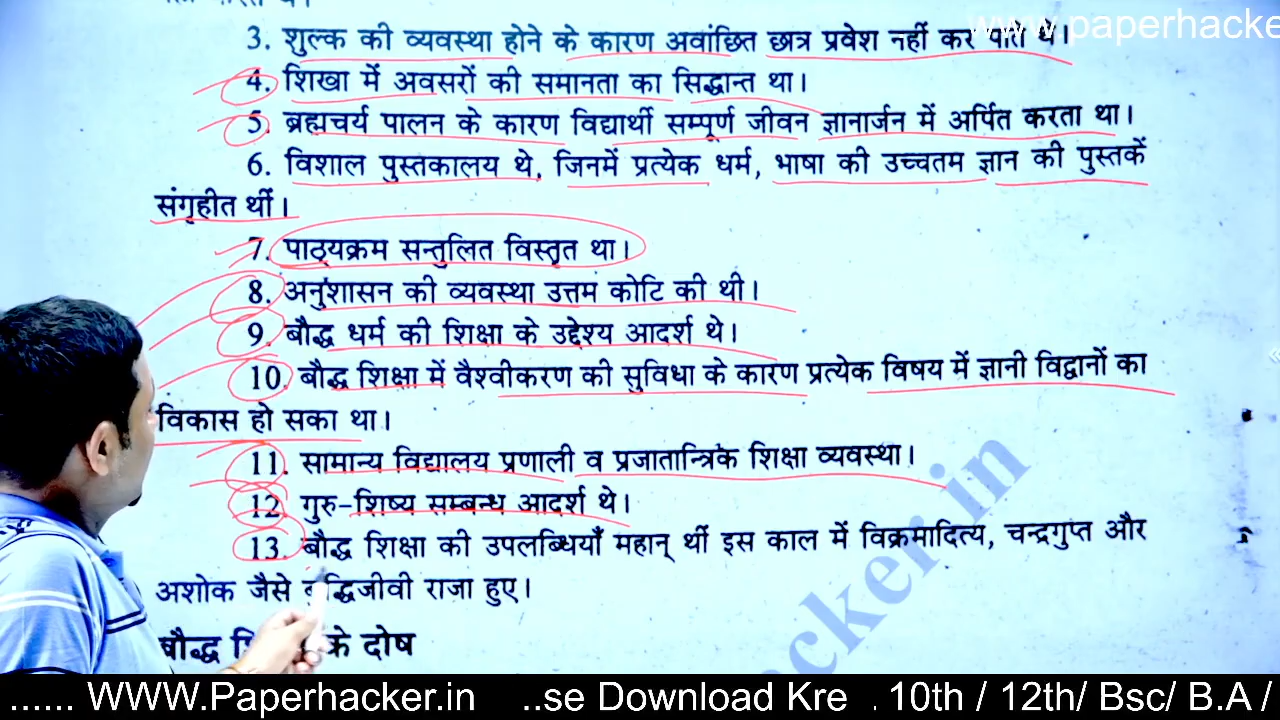 www.paperhacker
3. शुल्क की व्यवस्था होने के कारण अवांछित छात्र प्रवेश नहीं कर पाते थे।
4. शिखा में अवसरों की समानता का सिद्धान्त था।
5. ब्रह्मचर्य पालन के कारण विद्यार्थी सम्पूर्ण जीवन ज्ञानार्जन में अर्पित करता था।
6. विशाल पुस्तकालय थे, जिनमें प्रत्येक धर्म, भाषा की उच्चतम ज्ञान की पुस्तकें
संगृहीत थीं।
7. पाठ्यक्रम सन्तुलित विस्तृत था।
8. अनुशासन की व्यवस्था उत्तम कोटि की थी।
9. बौद्ध धर्म की शिक्षा के उद्देश्य आदर्श थे।
10. बौद्ध शिक्षा में वैश्वीकरण की सुविधा के कारण प्रत्येक विषय में ज्ञानी विद्वानों का
विकास हो सका था।
11. सामान्य विद्यालय प्रणाली व प्रजातान्त्रिक शिक्षा व्यवस्था।
12. गुरु-शिष्य सम्बन्ध आदर्श थे।
13. बौद्ध शिक्षा की उपलब्धियाँ महान् थीं इस काल में विक्रमादित्य, चन्द्रगुप्त और
अशोक जैसे बुद्धिजीवी राजा हुए।
बौद्ध के दोष
acker in
...... WWW.Paperhacker.in ..se Download Kre . 10th / 12th/ Bsc/ B.A /